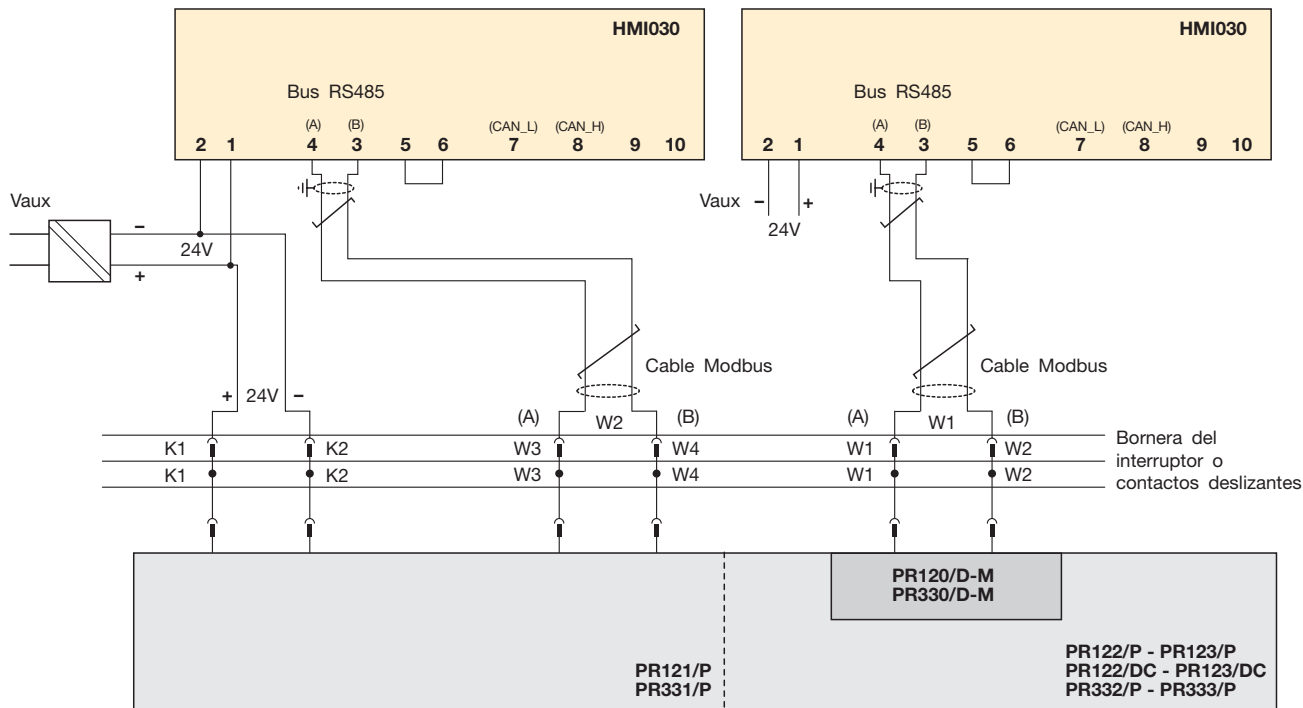 HMI030
HMI030
Bus RS485
Bus RS485
(A) (B) (CAN_L) (CAN_H)
(A) (B) (CAN_L) (CAN_H)
2 1 4 3 5 6 7 8 9 10
2 1 4 3 5 6 7 8 9 10
Vaux
–
24V
+
Vaux – +
24V
Cable Modbus
Cable Modbus
+ 24V –
(A) W2 (B)
(A) W1 (B)
K1 K2 W3 W4 W1 W2
K1 K2 W3 W4 W1 W2
Bornera del
interruptor o
contactos deslizantes
PR120/D-M
PR330/D-M
PR121/P
PR331/P
PR122/P - PR123/P
PR122/DC - PR123/DC
PR332/P - PR333/P